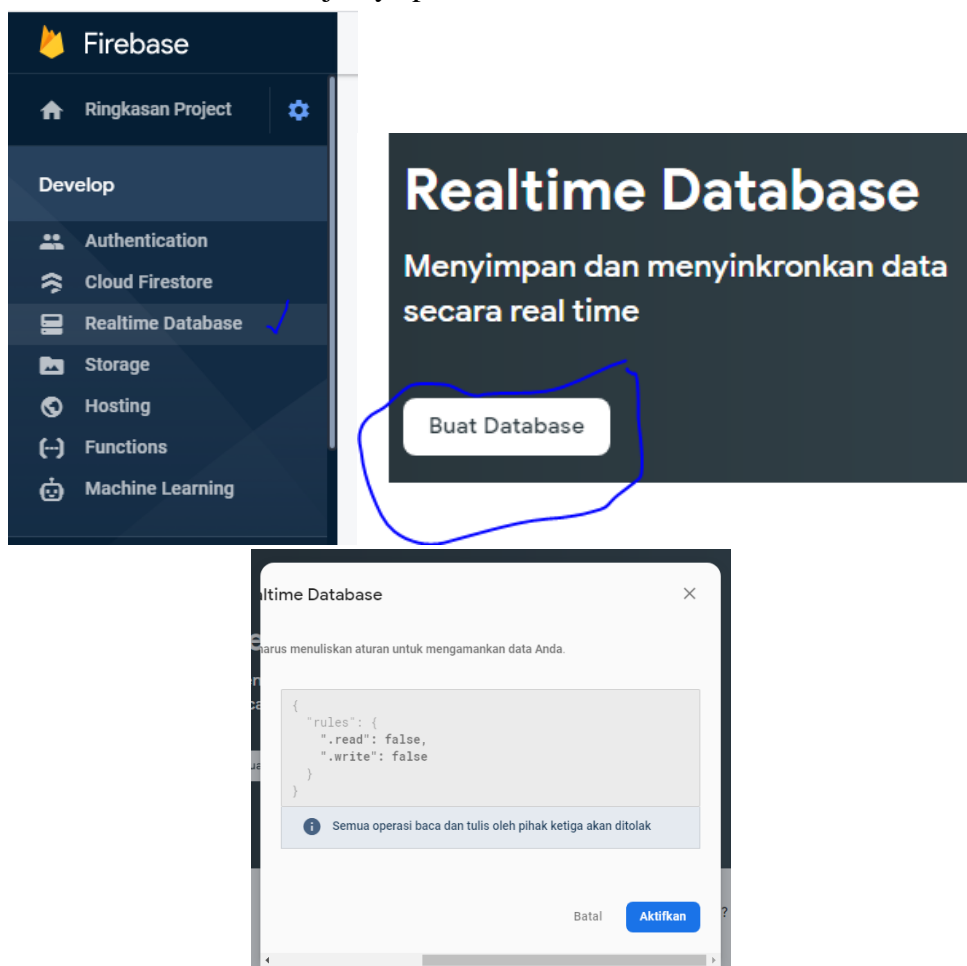 Firebase
Ringkasan Project
Develop
Authentication
Cloud Firestore
Realtime Database
Storage
Hosting
Functions
Machine Learning
Realtime Database
Menyimpan dan menyinkronkan data
secara real time
Buat Database
ltime Database
harus menuliskan aturan untuk mengamankan data Anda.
{
"rules": {
".read": false,
".write": false
}
}
Semua operasi baca dan tulis oleh pihak ketiga akan ditolak
Batal
Aktifkan
?